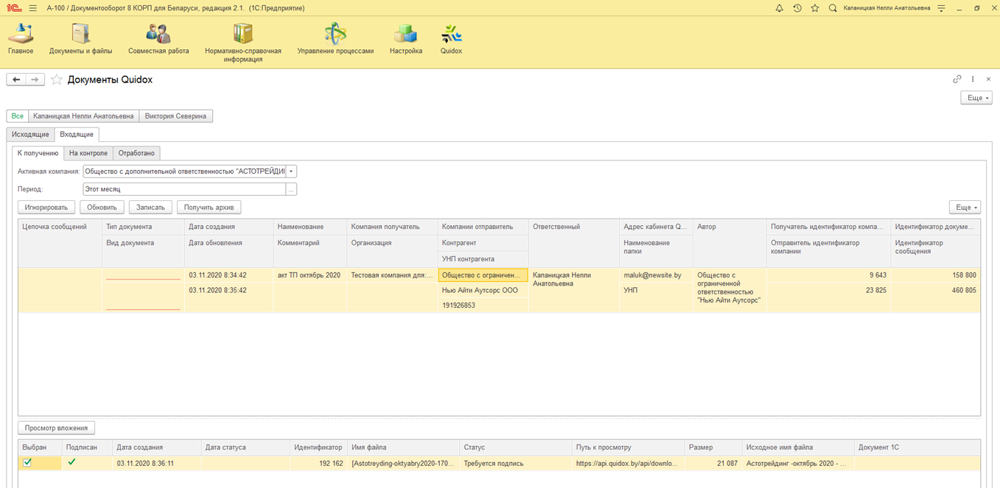 1С А-100 / Документооборот 8 КОРП для Беларуси, редакция 2.1. (1С:Предприятие) Капаницкая Нелли Анатольевна
Главное Документы и файлы Совместная работа Нормативно-справочная Управление процессами Настройка Quidox
информация
Документы Quidox
Еще
Все Капаницкая Нелли Анатольевна Виктория Северина
Исходящие Входящие
К получению На контроле Отработано
Активная компания: Общество с дополнительной ответственностью "АСТОТРЕЙДИ
Период: Этот месяц ...
Игнорировать Обновить Записать Получить архив Еще
Цепочка сообщений Тип документа Дата создания Наименование Компания получатель Компании отправитель Ответственный Адрес кабинета Q... Автор Получатель идентификатор компа... Идентификатор докуме...
Вид документа Дата обновления Комментарий Организация Контрагент Наименование Отправитель идентификатор Идентификатор
папки компании сообщения
УНП контрагента
03.11.2020 8:34:42 акт ТП октябрь 2020 Тестовая компания для:... Общество с ограничен... Капаницкая Нелли maluk@newsite.by Общество с 9 643 158 800
Анатольевна ограниченной
03.11.2020 8:35:42 Нью Айти Аутсорс ООО УНП ответственностью 23 825 460 805
"Нью Айти Аутсорс"
191926853
Просмотр вложения
Выбран Подписан Дата создания Дата статуса Идентификатор Имя файла Статус Путь к просмотру Размер Исходное имя файла Документ 1С
03.11.2020 8:36:11 192 162 [Astotreyding-oktyabry2020-170... Требуется подпись https://api.quidox.by/api/downlo... 21 087 Астотрейдинг -октябрь 2020 - ...